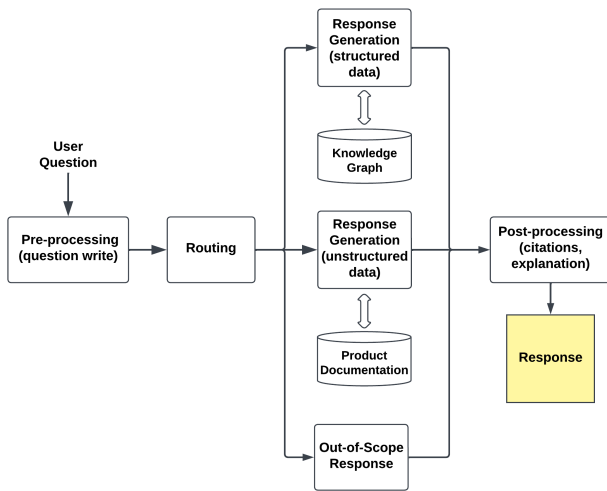 User
Question
Pre-processing
(question write)
Routing
Response
Generation
(structured
data)
Knowledge
Graph
Response
Generation
(unstructured
data)
Product
Documentation
Out-of-Scope
Response
Post-processing
(citations,
explanation)
Response